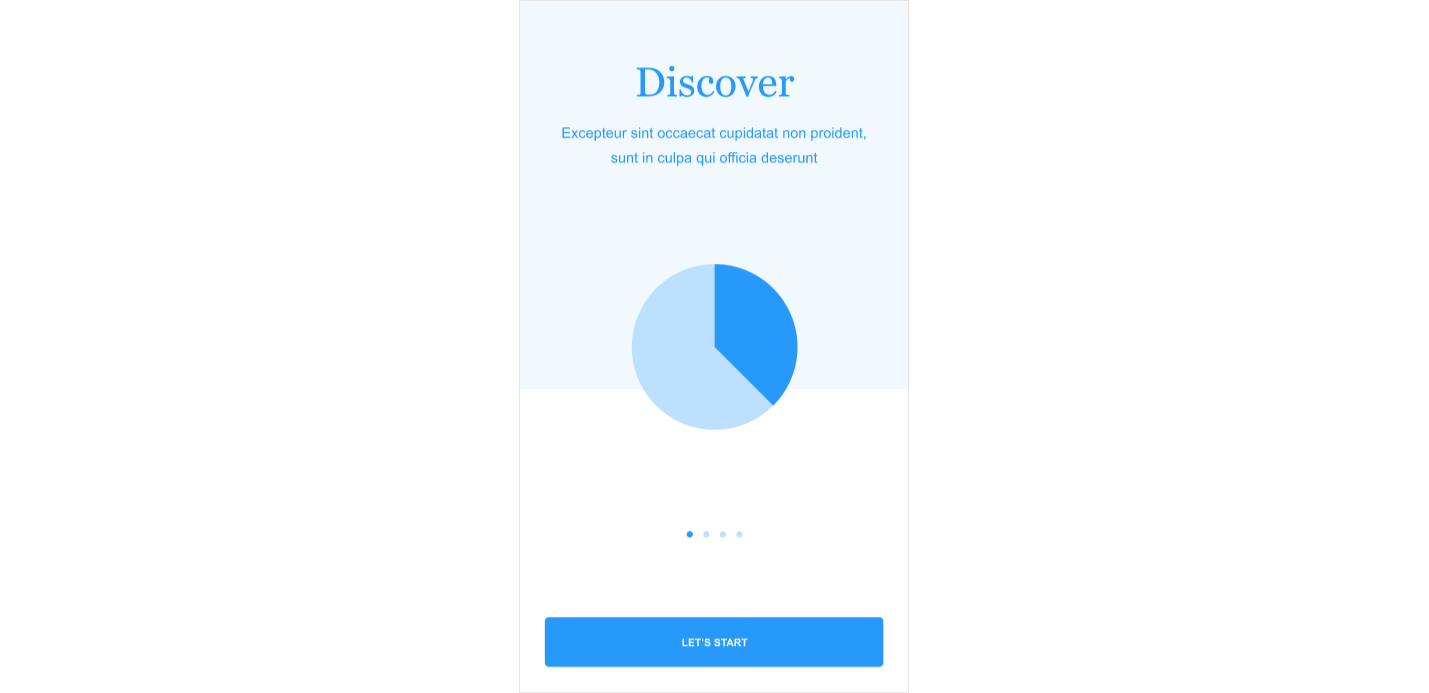 Discover
Excepteur sint occaecat cupidatat non proident,
sunt in culpa qui officia deserunt
LET'S START